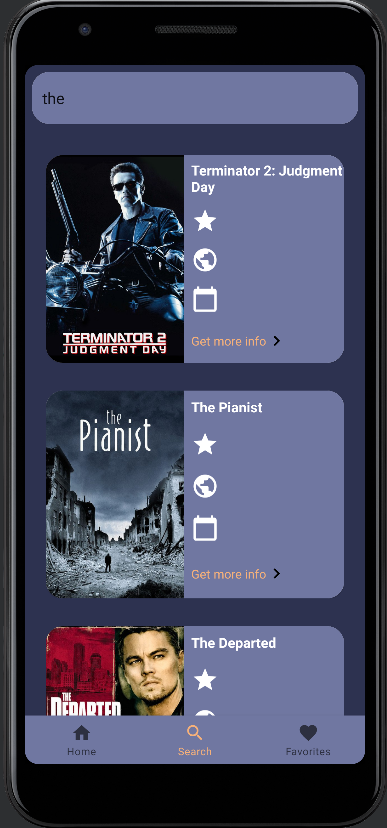 the
Terminator 2: Judgment
Day
TERMINATOR 2
JUDGMENT DAY
Get more info
the
Pianist
The Pianist
Get more info
THE
DEPARTED
The Departed
Home
Search
Favorites